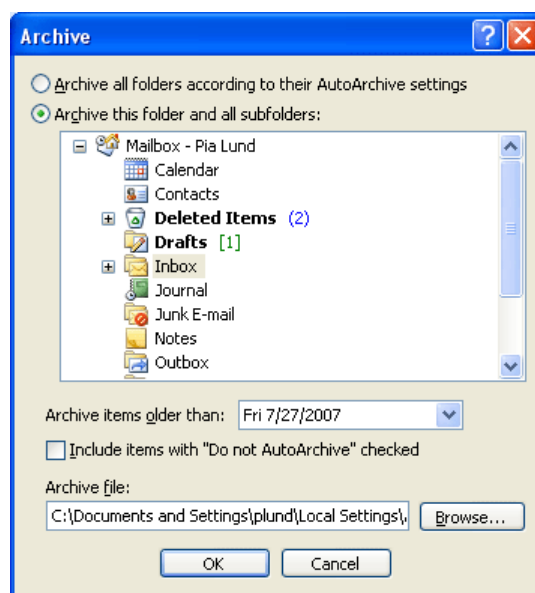 Archive
Archive all folders according to their AutoArchive settings
Archive this folder and all subfolders:
Mailbox - Pia Lund
Calendar
Contacts
Deleted Items (2)
Drafts [1]
Inbox
Journal
Junk E-mail
Notes
Outbox
Archive items older than: Fri 7/27/2007
Include items with "Do not AutoArchive" checked
Archive file:
C:\Documents and Settings\plund\Local Settings\ Browse...
OK Cancel